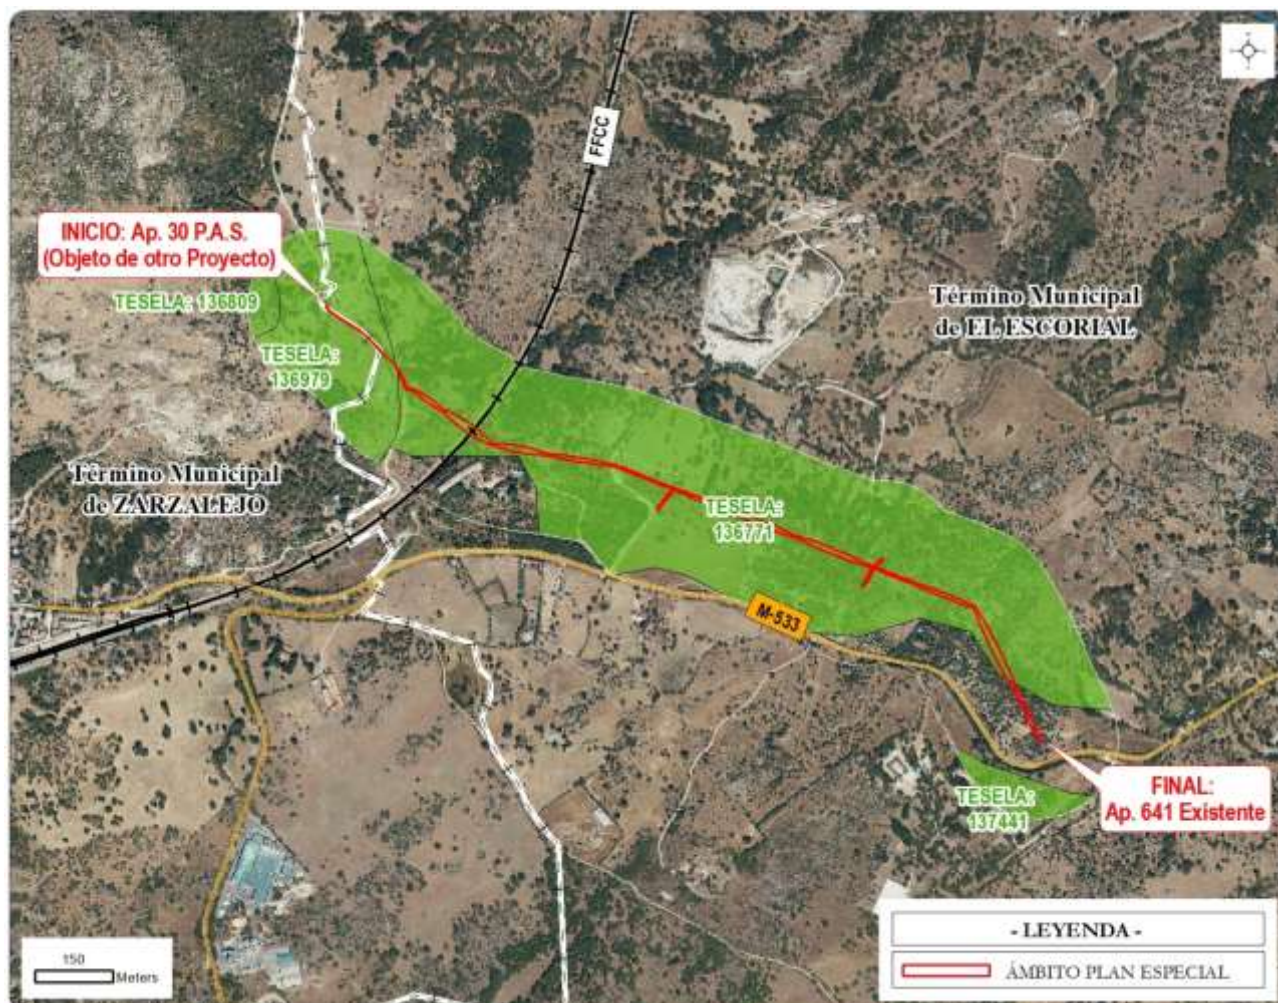 FFCC
INICIO: Ap. 30 P.A.S.
(Objeto de otro Proyecto)
TESELA: 136809
Término Municipal
de EL ESCORIAL
TESELA:
136979
Término Municipal
de ZARZALEJO
TESELA:
136771
M-533
FINAL:
Ap. 641 Existente
TESELA:
137441
- LEYENDA -
ÁMBITO PLAN ESPECIAL
150
Meters